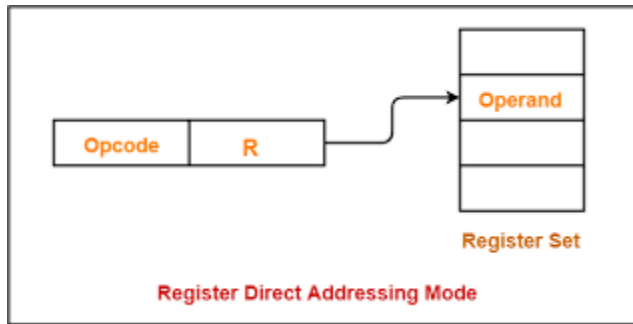 Opcode
R
Operand
Register Set
Register Direct Addressing Mode